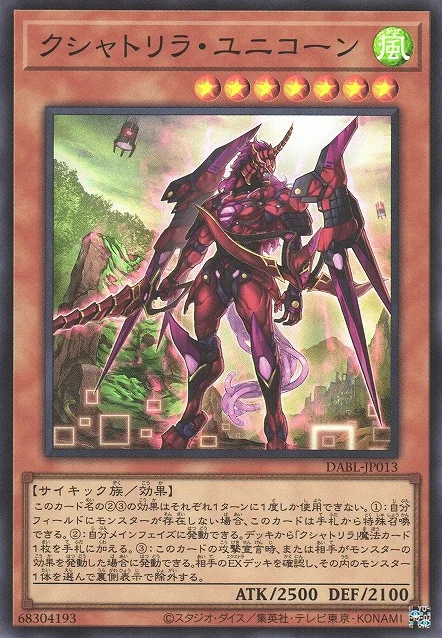 クシャトリラ・ユニコーン
風
DABL-JP013
【サイキック族／効果】
このカード名の②③の効果はそれぞれ1ターンに1度しか使用できない。①：自分
フィールドにモンスターが存在しない場合、このカードは手札から特殊召喚
できる。②：自分メインフェイズに発動できる。デッキから「クシャトリラ」魔法カード
1枚を手札に加える。③：このカードの攻撃宣言時、または相手がモンスターの
効果を発動した場合に発動できる。相手のEXデッキを確認し、その内のモンスター
1体を選んで裏側表示で除外する。
ATK/2500 DEF/2100
68304193 ©スタジオ・ダイス／集英社・テレビ東京・KONAMI